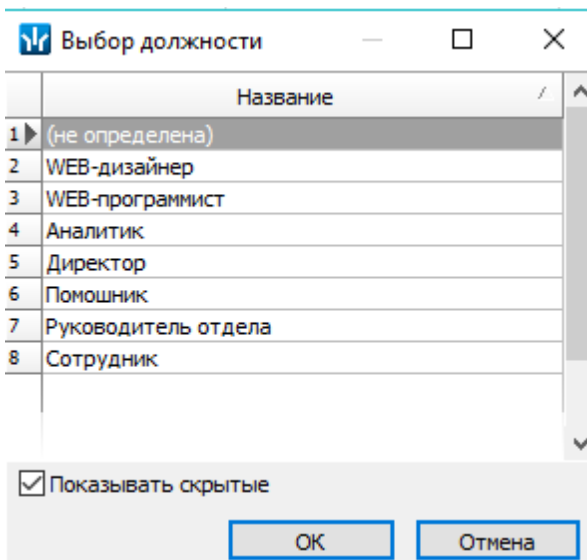 Выбор должности
Название
1 (не определена)
2 WEB-дизайнер
3 WEB-программист
4 Аналитик
5 Директор
6 Помошник
7 Руководитель отдела
8 Сотрудник
Показывать скрытые
ОК Отмена